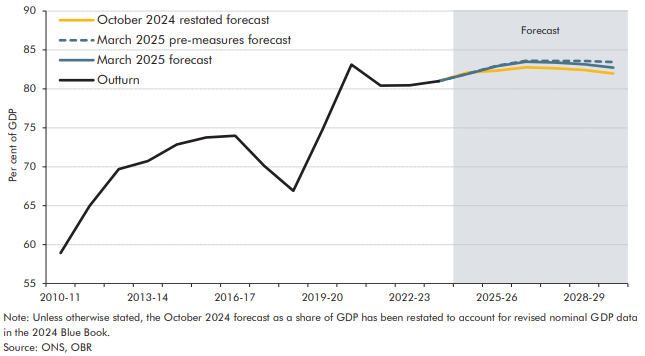 90
85
80
75
70
65
60
55
Per cent of GDP
October 2024 restated forecast
March 2025 pre-measures forecast
March 2025 forecast
Outturn
Forecast
2010-11
2013-14
2016-17
2019-20
2022-23
2025-26
2028-29
Note: Unless otherwise stated, the October 2024 forecast as a share of GDP has been restated to account for revised nominal GDP data
in the 2024 Blue Book.
Source: ONS, OBR